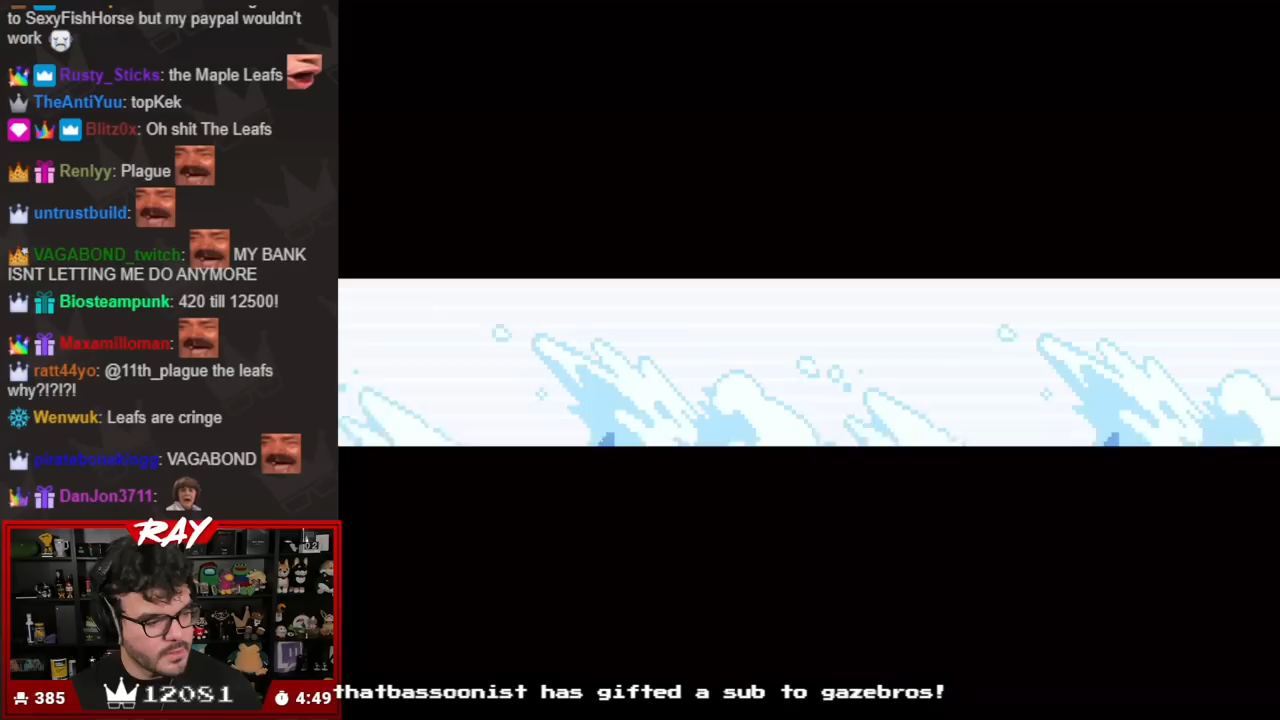 to SexyFishHorse but my paypal wouldn't
work
Rusty_Sticks: the Maple Leafs
TheAntiYuu: topKek
Blitz0x: Oh shit The Leafs
Renlyy: Plague
untrustbuild:
VAGABOND_twitch: MY BANK
ISNT LETTING ME DO ANYMORE
Biosteampunk: 420 till 12500!
Maxamilloman:
ratt44yo: @11th_plague the leafs
why?!?!?!
Wenwuk: Leafs are cringe
piratebonakingg: VAGABOND
DanJon3711:
RAY
385
12081
4:49
thatbassoonist has gifted a sub to gazebros!